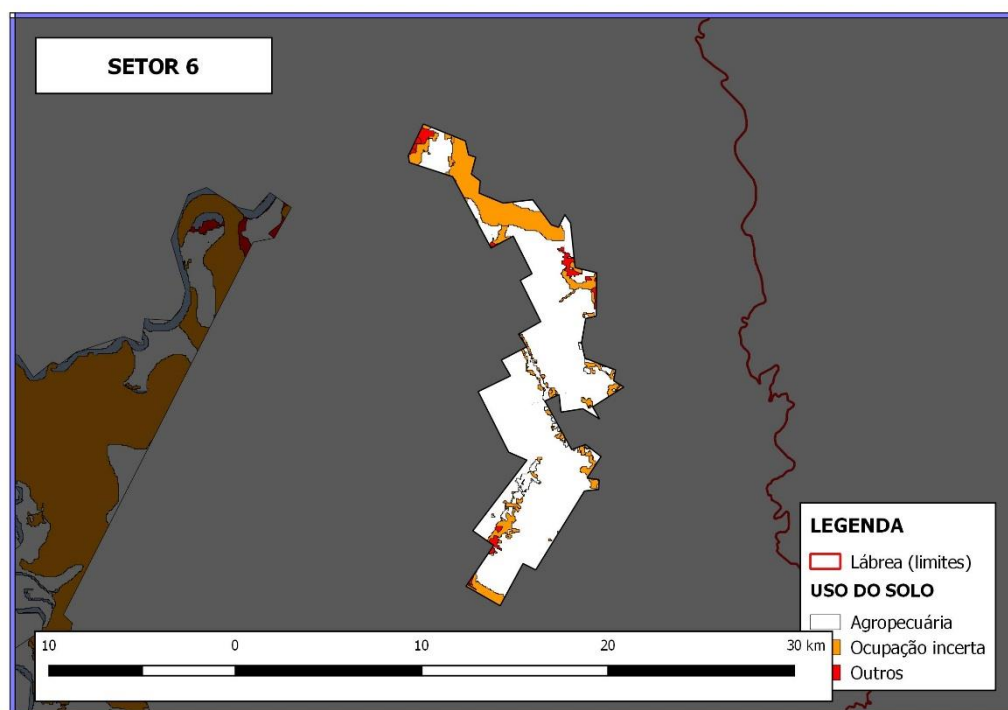 SETOR 6
LEGENDA
Lábrea (limites)
USO DO SOLO
Agropecuária
Ocupação incerta
Outros
10 0 10 20 30 km